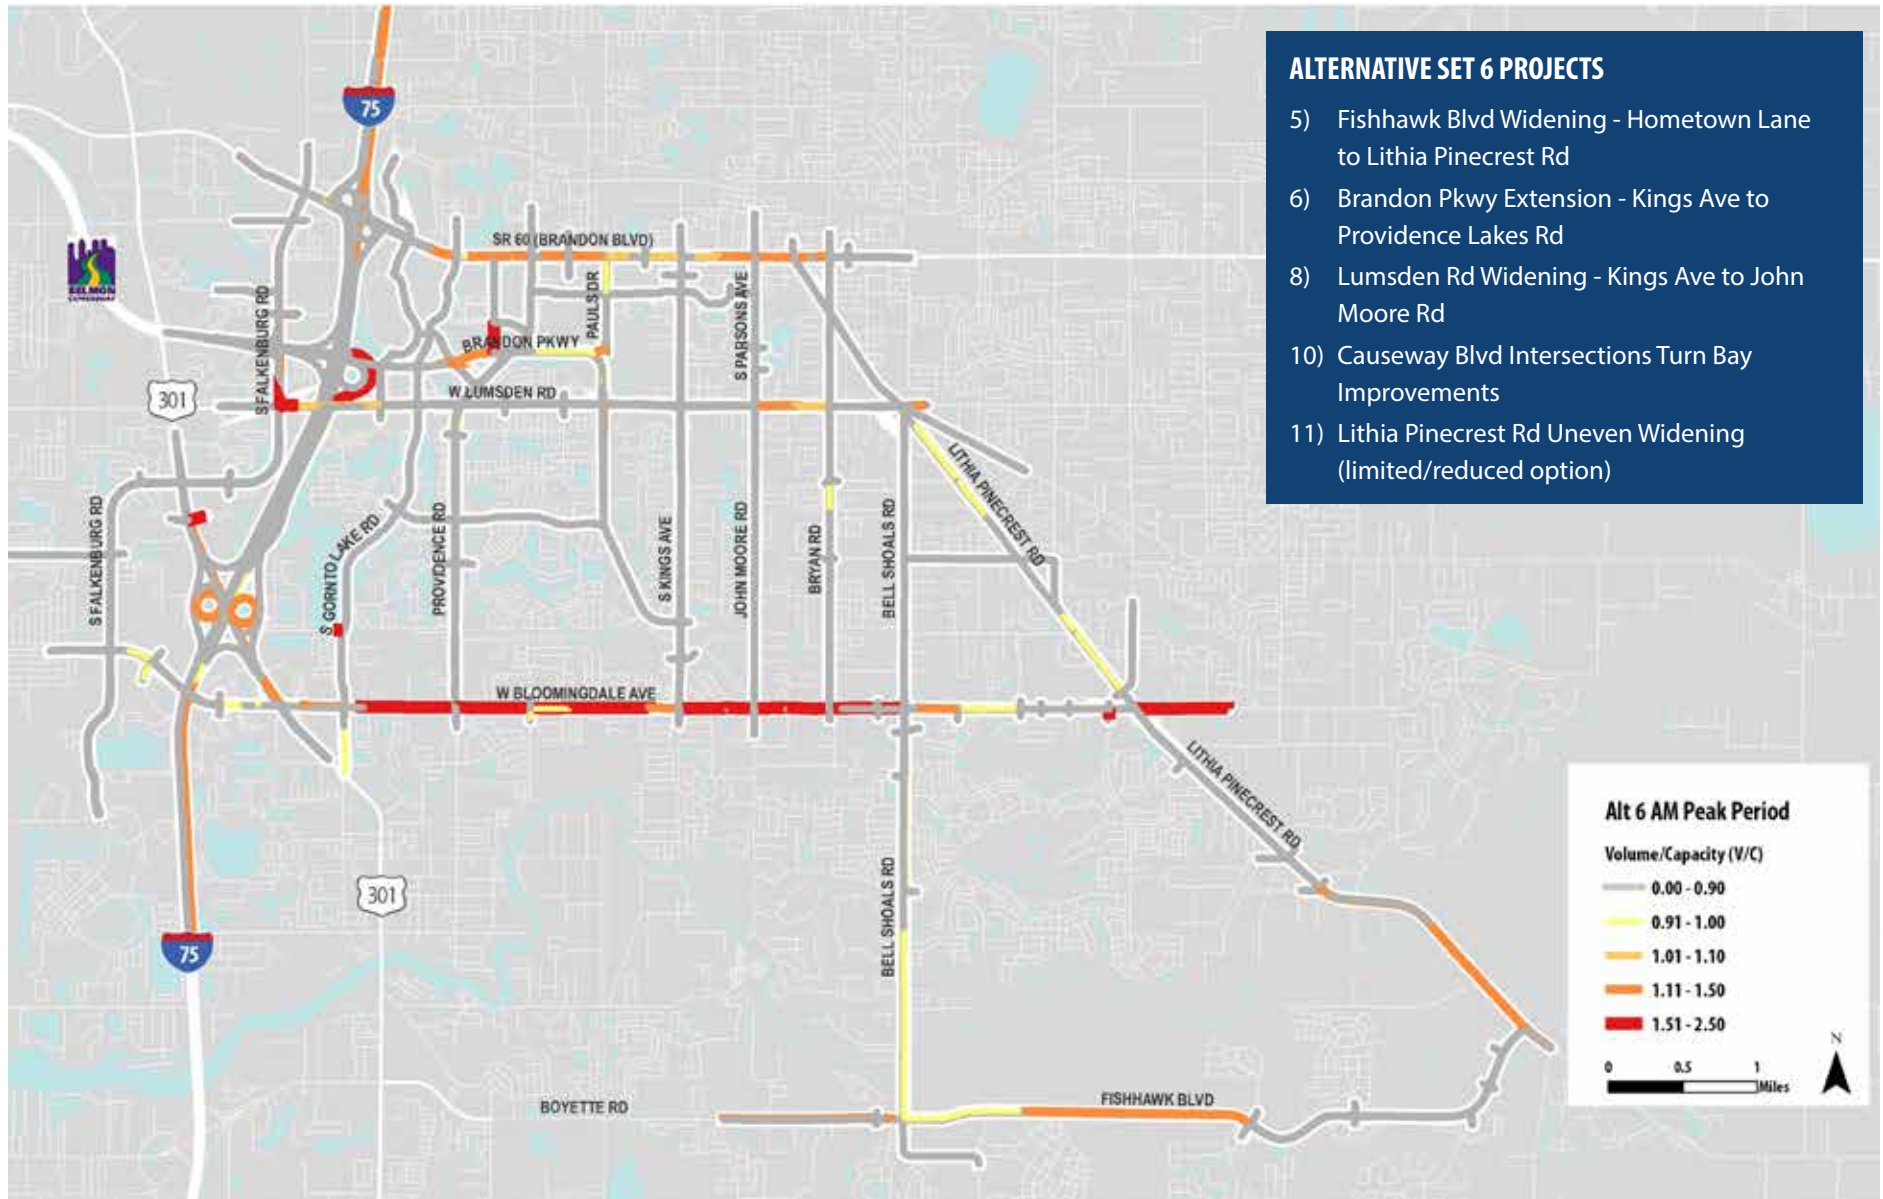 ALTERNATIVE SET 6 PROJECTS
5) Fishhawk Blvd Widening - Hometown Lane
to Lithia Pinecrest Rd
6) Brandon Pkwy Extension - Kings Ave to
Providence Lakes Rd
8) Lumsden Rd Widening - Kings Ave to John
Moore Rd
10) Causeway Blvd Intersections Turn Bay
Improvements
11) Lithia Pinecrest Rd Uneven Widening
(limited/reduced option)
75
SR 60 (BRANDON BLVD)
S FALKENBURG RD
PAULS DR
S PARSONS AVE
BRANDON PKWY
W LUMSDEN RD
301
LITHIA PINECREST RD
S FALKENBURG RD
S GORNTO LAKE RD
PROVIDENCE RD
S KINGS AVE
JOHN MOORE RD
BRYAN RD
BELL SHOALS RD
W BLOOMINGDALE AVE
LITHIA PINECREST RD
BELL SHOALS RD
301
75
BOYETTE RD
FISHHAWK BLVD
Alt 6 AM Peak Period
Volume/Capacity (V/C)
0.00 - 0.90
0.91 - 1.00
1.01 - 1.10
1.11 - 1.50
1.51 - 2.50
N
0 0.5 1
Miles